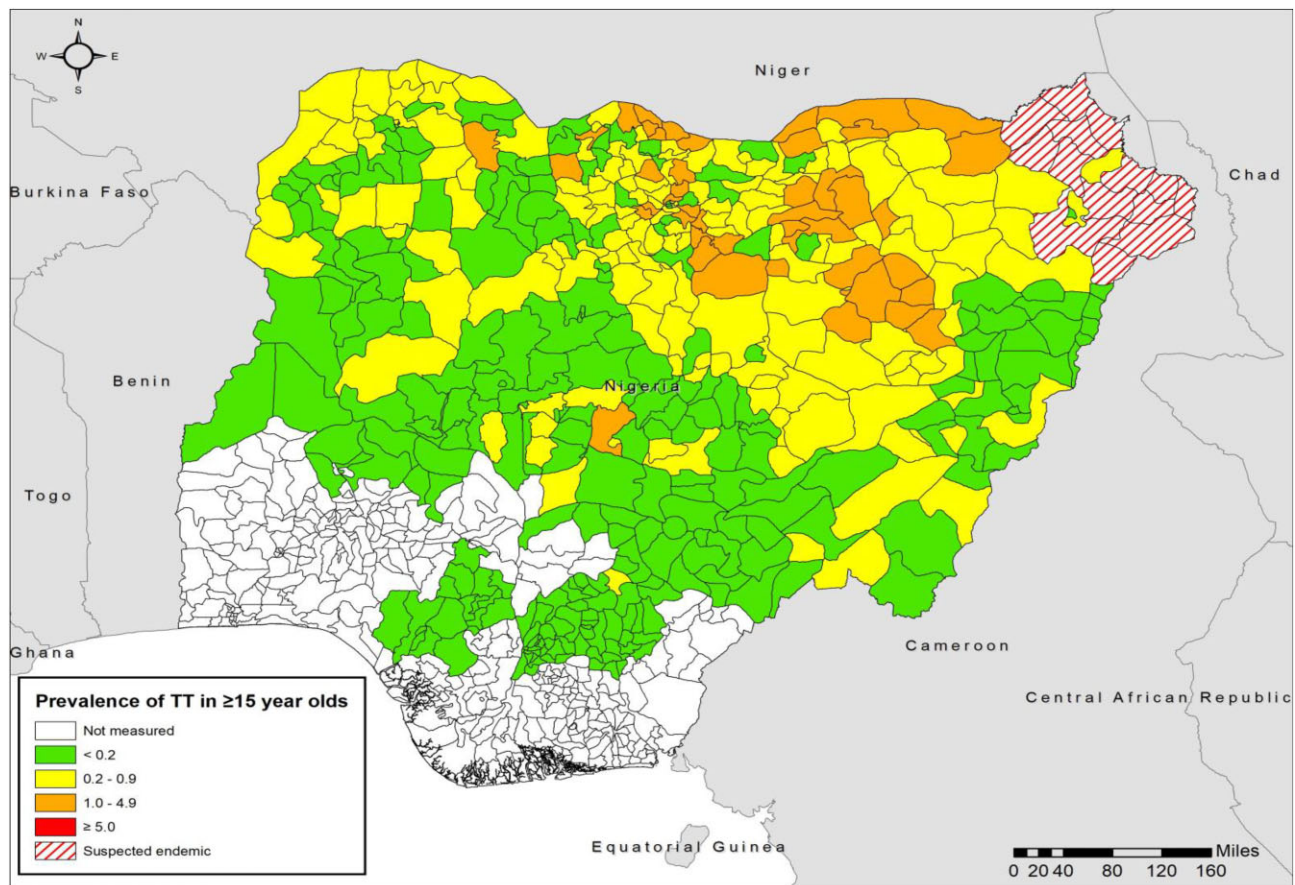 N
W E
S
Niger
Chad
Burkina Faso
Benin
Nigeria
Togo
Ghana
Cameroon
Central African Republic
Equatorial Guinea
Prevalence of TT in ≥15 year olds
Not measured
< 0.2
0.2 - 0.9
1.0 - 4.9
≥ 5.0
Suspected endemic
Miles
0 20 40 80 120 160